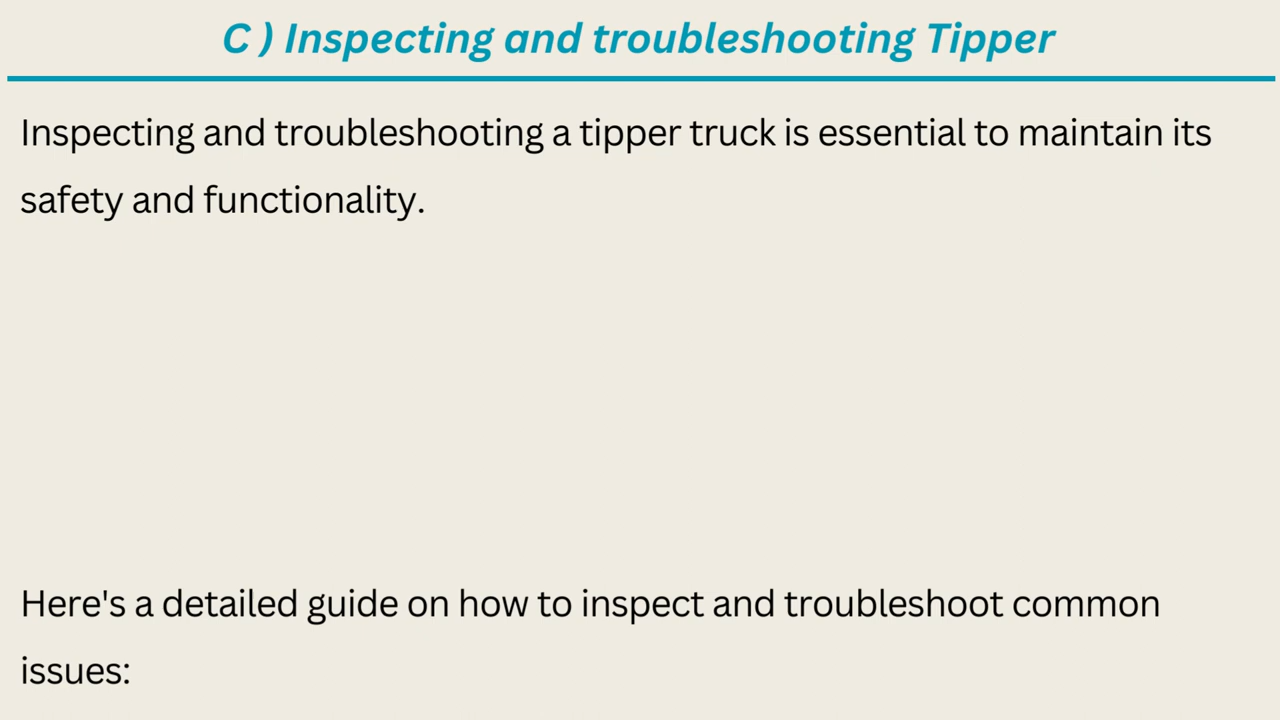 C ) Inspecting and troubleshooting Tipper
Inspecting and troubleshooting a tipper truck is essential to maintain its
safety and functionality.
Here's a detailed guide on how to inspect and troubleshoot common
issues: